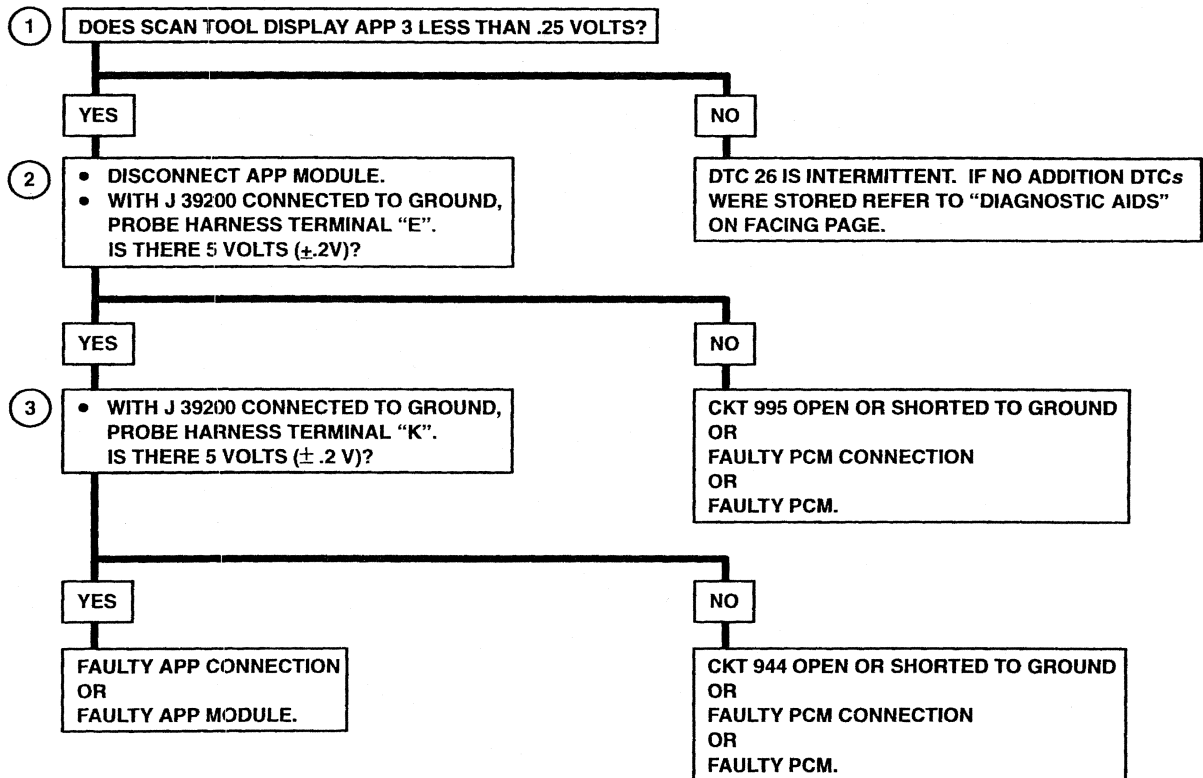 1
DOES SCAN TOOL DISPLAY APP 3 LESS THAN .25 VOLTS?
YES
NO
2
• DISCONNECT APP MODULE.
• WITH J 39200 CONNECTED TO GROUND,
PROBE HARNESS TERMINAL “E”.
IS THERE 5 VOLTS (±.2V)?
DTC 26 IS INTERMITTENT. IF NO ADDITION DTCs
WERE STORED REFER TO “DIAGNOSTIC AIDS”
ON FACING PAGE.
YES
NO
3
• WITH J 39200 CONNECTED TO GROUND,
PROBE HARNESS TERMINAL “K”.
IS THERE 5 VOLTS (± .2 V)?
CKT 995 OPEN OR SHORTED TO GROUND
OR
FAULTY PCM CONNECTION
OR
FAULTY PCM.
YES
NO
FAULTY APP CONNECTION
OR
FAULTY APP MODULE.
CKT 944 OPEN OR SHORTED TO GROUND
OR
FAULTY PCM CONNECTION
OR
FAULTY PCM.